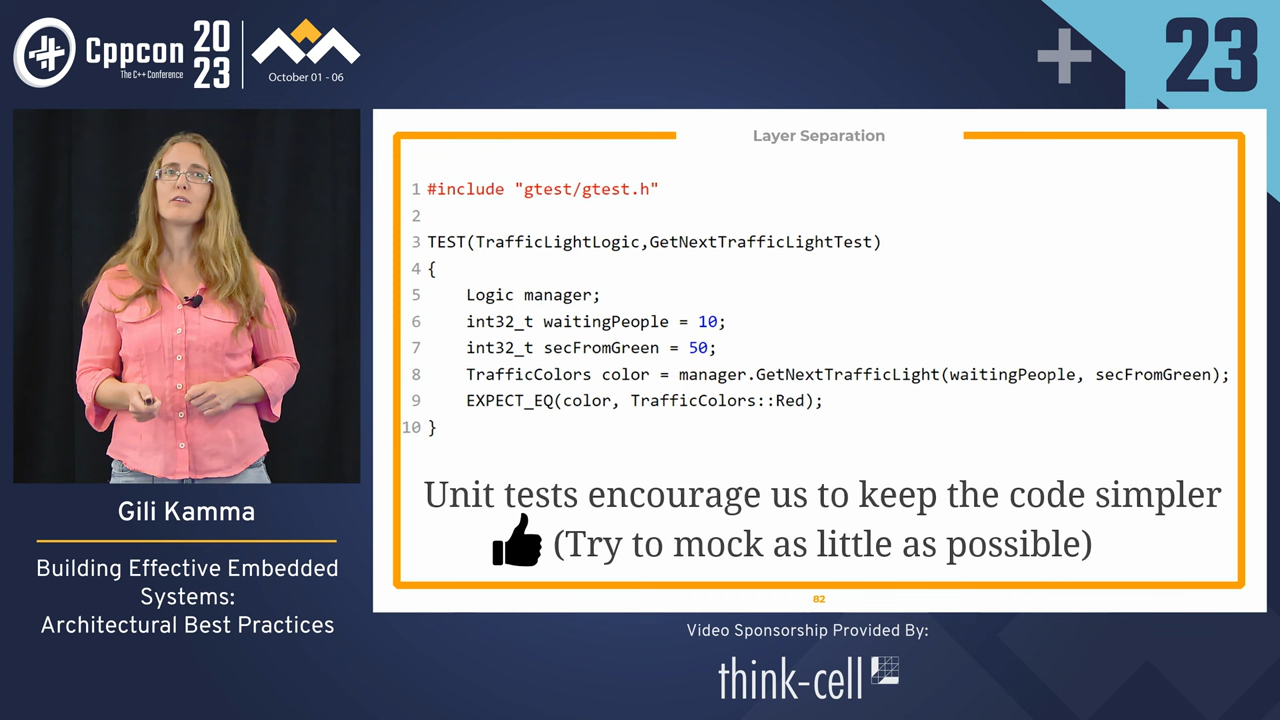 Cppcon
The C++ Conference
20
23
October 01 - 06
23
Layer Separation
1 #include "gtest/gtest.h"
2
3 TEST(TrafficLightLogic,GetNextTrafficLightTest)
4 {
5 Logic manager;
6 int32_t waitingPeople = 10;
7 int32_t secFromGreen = 50;
8 TrafficColors color = manager.GetNextTrafficLight(waitingPeople, secFromGreen);
9 EXPECT_EQ(color, TrafficColors::Red);
10 }
Unit tests encourage us to keep the code simpler
(Try to mock as little as possible)
82
Gili Kamma
Building Effective Embedded
Systems:
Architectural Best Practices
Video Sponsorship Provided By:
think-cell